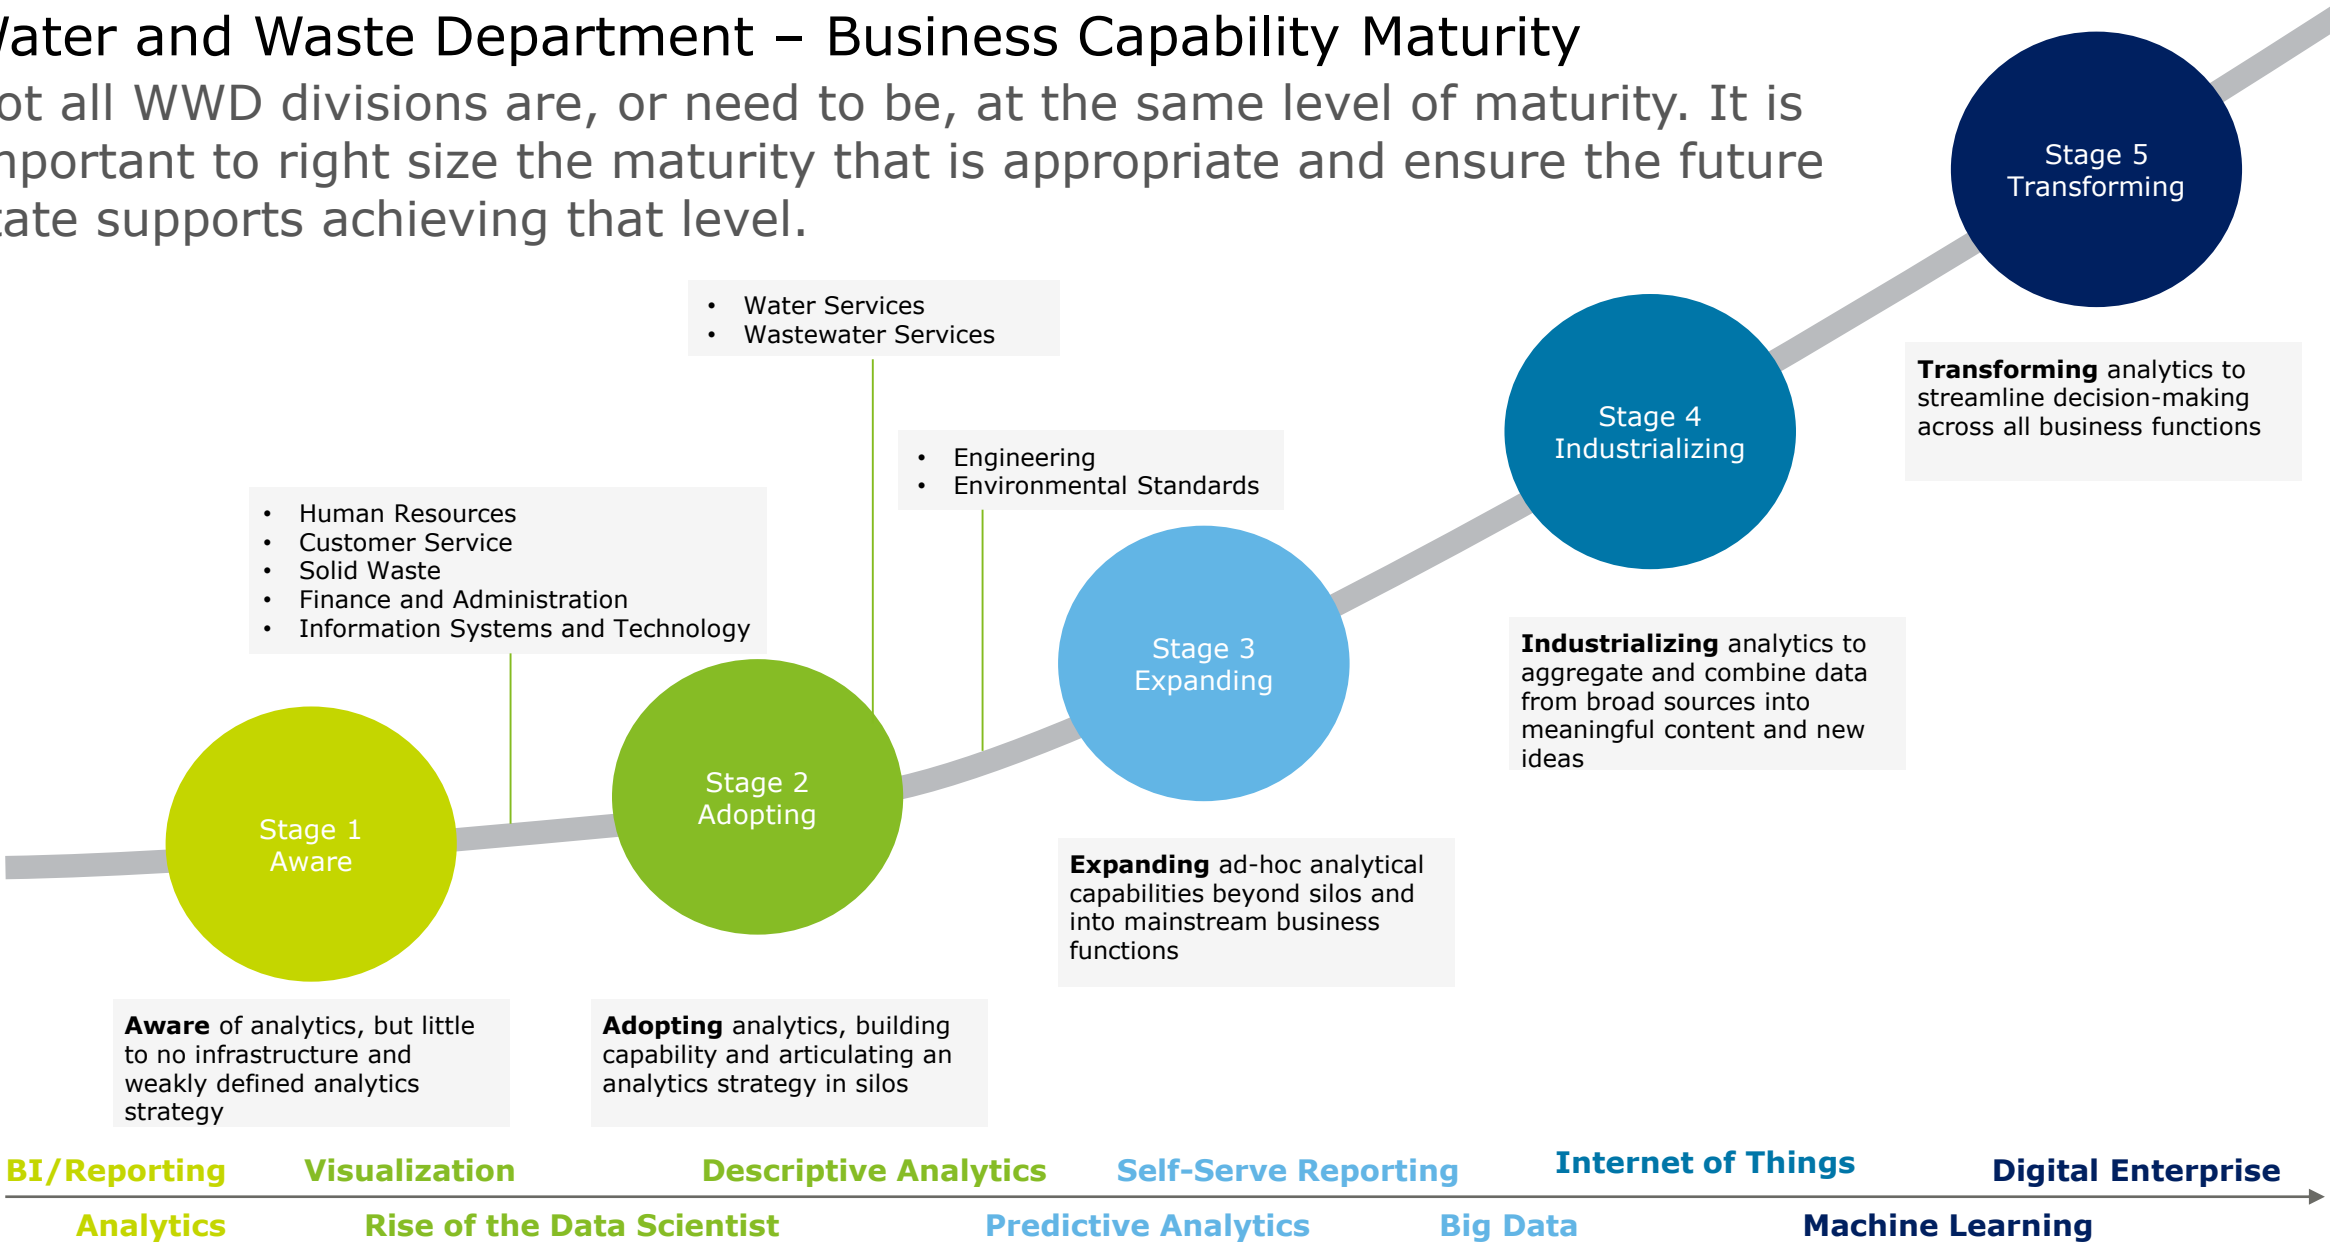 Water and Waste Department – Business Capability Maturity
ot all WWD divisions are, or need to be, at the same level of maturity. It is
mportant to right size the maturity that is appropriate and ensure the future
tate supports achieving that level.
Stage 5
Transforming
• Water Services
• Wastewater Services
Transforming analytics to
streamline decision-making
across all business functions
Stage 4
Industrializing
• Engineering
• Environmental Standards
• Human Resources
• Customer Service
• Solid Waste
• Finance and Administration
• Information Systems and Technology
Stage 3
Expanding
Industrializing analytics to
aggregate and combine data
from broad sources into
meaningful content and new
ideas
Stage 2
Adopting
Stage 1
Aware
Expanding ad-hoc analytical
capabilities beyond silos and
into mainstream business
functions
Aware of analytics, but little
to no infrastructure and
weakly defined analytics
strategy
Adopting analytics, building
capability and articulating an
analytics strategy in silos
BI/Reporting
Visualization
Descriptive Analytics
Self-Serve Reporting
Internet of Things
Digital Enterprise
Analytics
Rise of the Data Scientist
Predictive Analytics
Big Data
Machine Learning